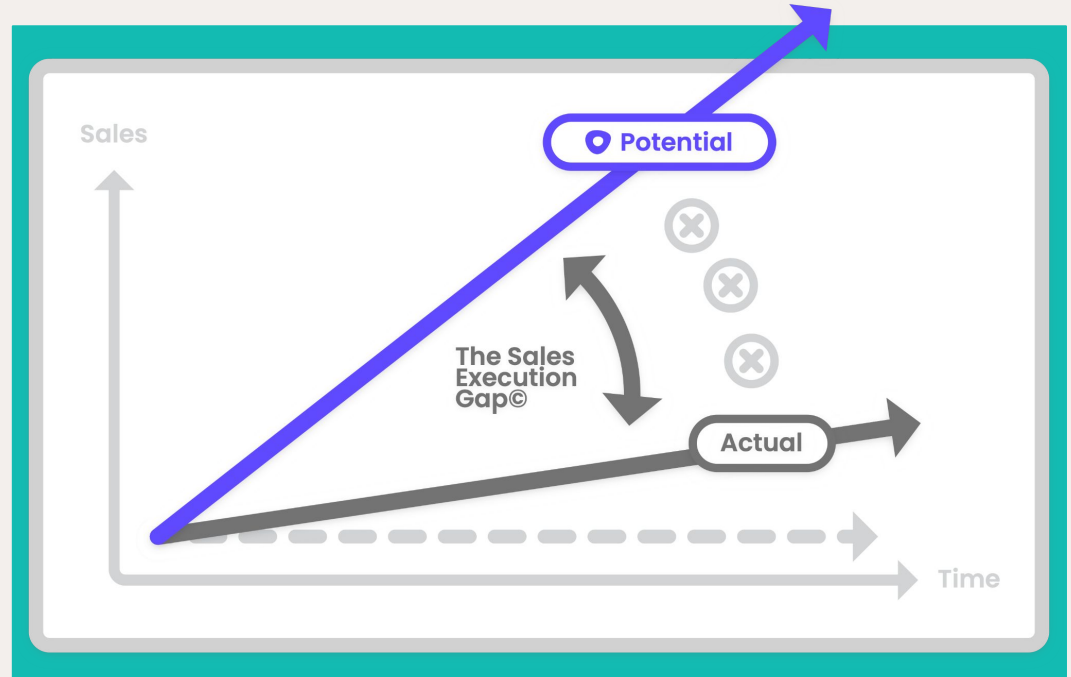 Sales
Potential
The Sales
Execution
Gap©
Actual
Time